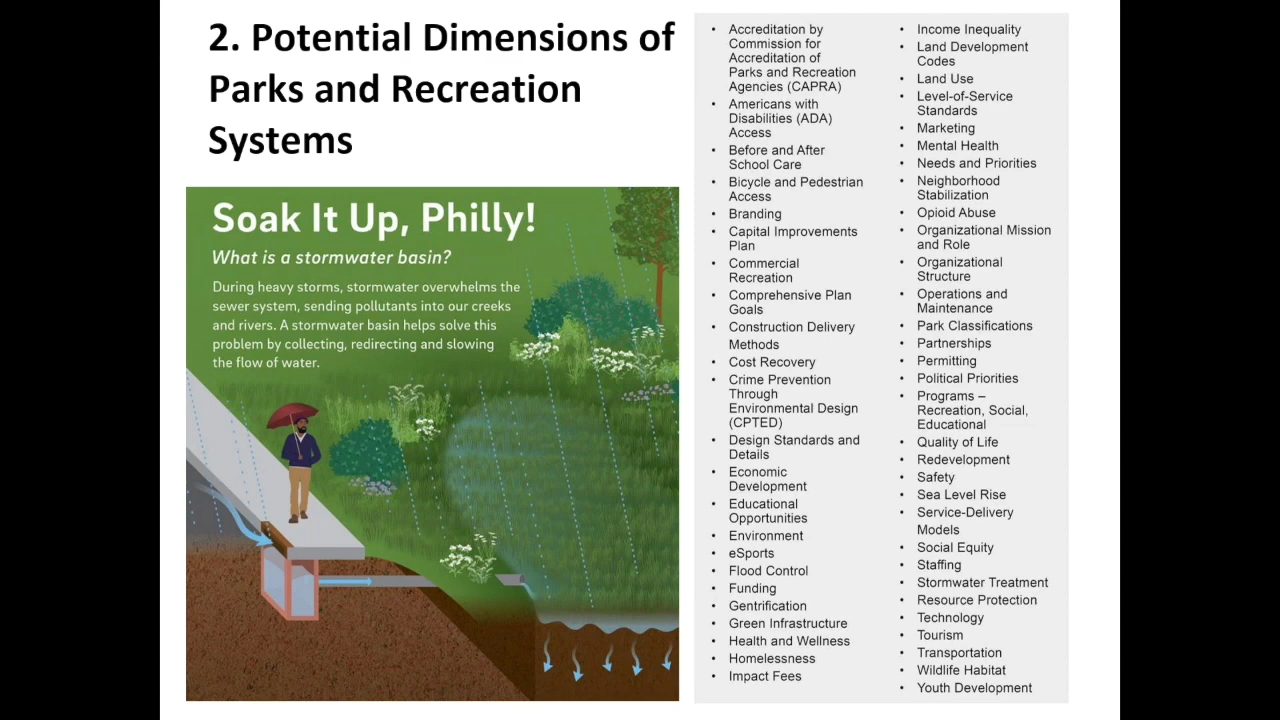 2. Potential Dimensions of
Parks and Recreation
Systems
Soak It Up, Philly!
What is a stormwater basin?
During heavy storms, stormwater overwhelms the
sewer system, sending pollutants into our creeks
and rivers. A stormwater basin helps solve this
problem by collecting, redirecting and slowing
the flow of water.
• Accreditation by
Commission for
Accreditation of
Parks and Recreation
Agencies (CAPRA)
• Americans with
Disabilities (ADA)
Access
• Before and After
School Care
• Bicycle and Pedestrian
Access
• Branding
• Capital Improvements
Plan
• Commercial
Recreation
• Comprehensive Plan
Goals
• Construction Delivery
Methods
• Cost Recovery
• Crime Prevention
Through
Environmental Design
(CPTED)
• Design Standards and
Details
• Economic
Development
• Educational
Opportunities
• Environment
• eSports
• Flood Control
• Funding
• Gentrification
• Green Infrastructure
• Health and Wellness
• Homelessness
• Impact Fees
• Income Inequality
• Land Development
Codes
• Land Use
• Level-of-Service
Standards
• Marketing
• Mental Health
• Needs and Priorities
• Neighborhood
Stabilization
• Opioid Abuse
• Organizational Mission
and Role
• Organizational
Structure
• Operations and
Maintenance
• Park Classifications
• Partnerships
• Permitting
• Political Priorities
• Programs –
Recreation, Social,
Educational
• Quality of Life
• Redevelopment
• Safety
• Sea Level Rise
• Service-Delivery
Models
• Social Equity
• Staffing
• Stormwater Treatment
• Resource Protection
• Technology
• Tourism
• Transportation
• Wildlife Habitat
• Youth Development